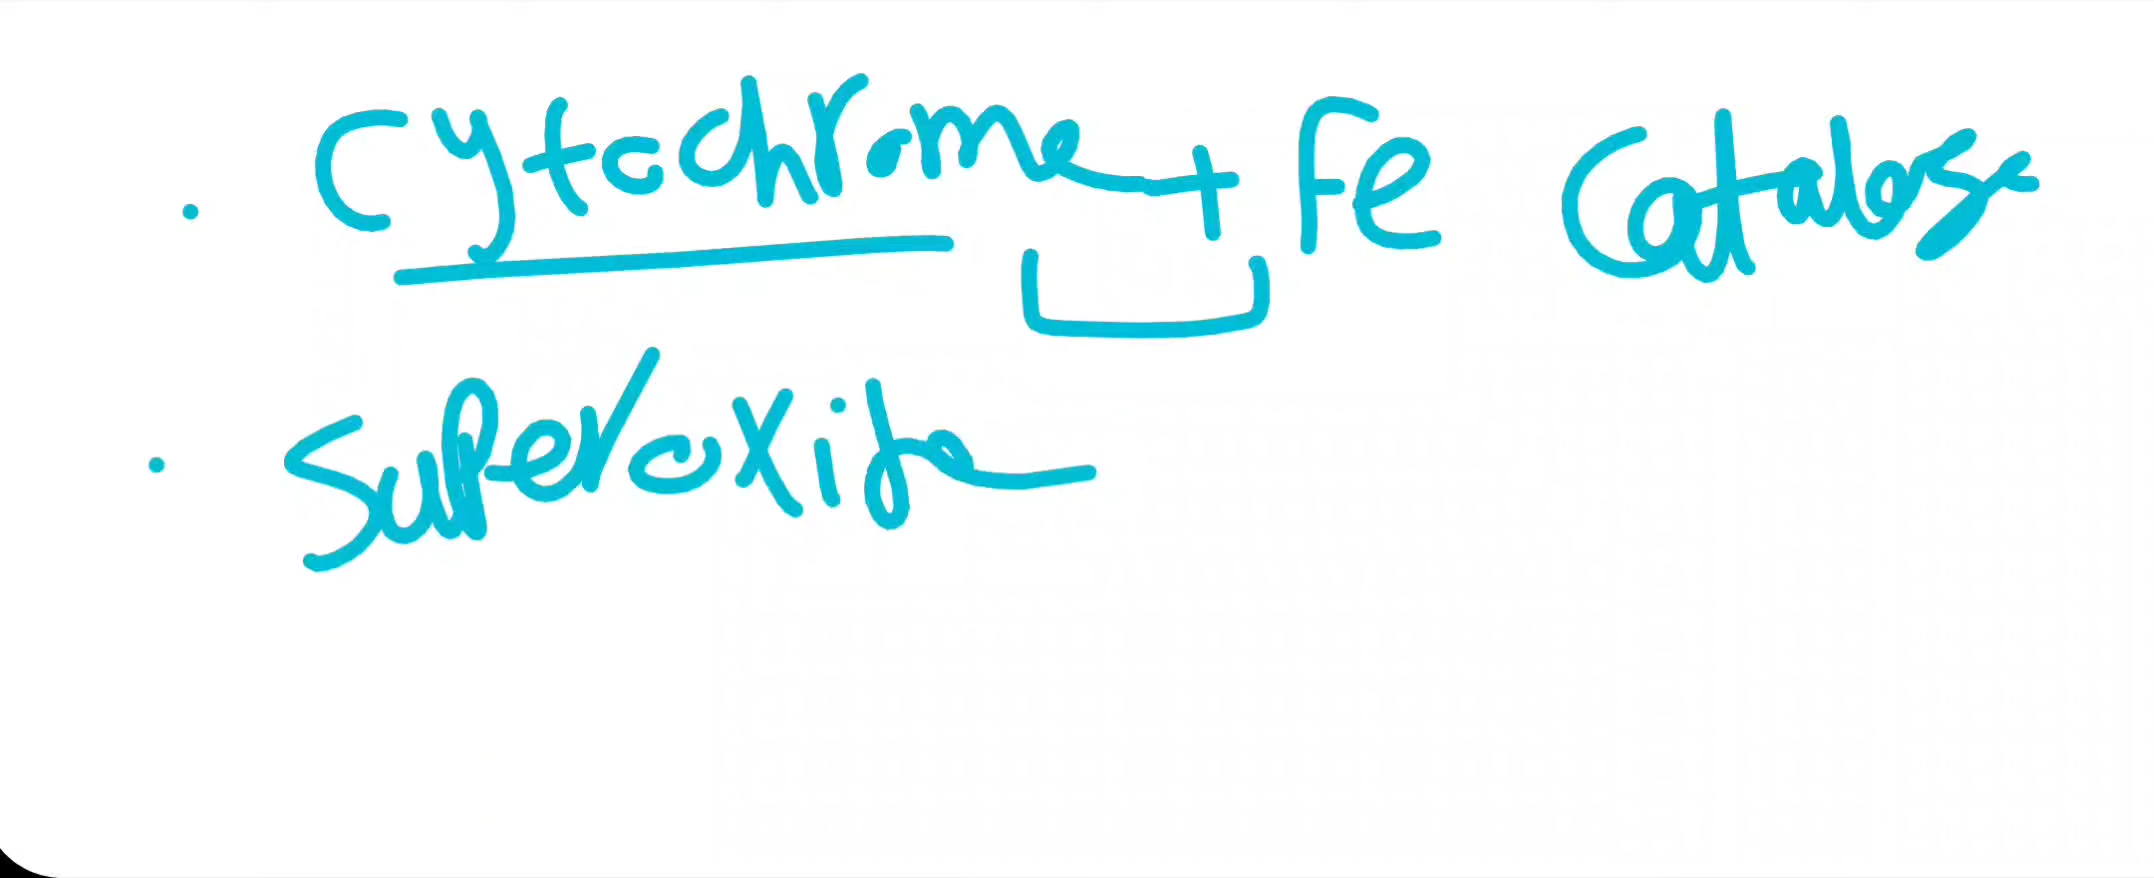 · Cytochrome + Fe Catalase
· Superoxide